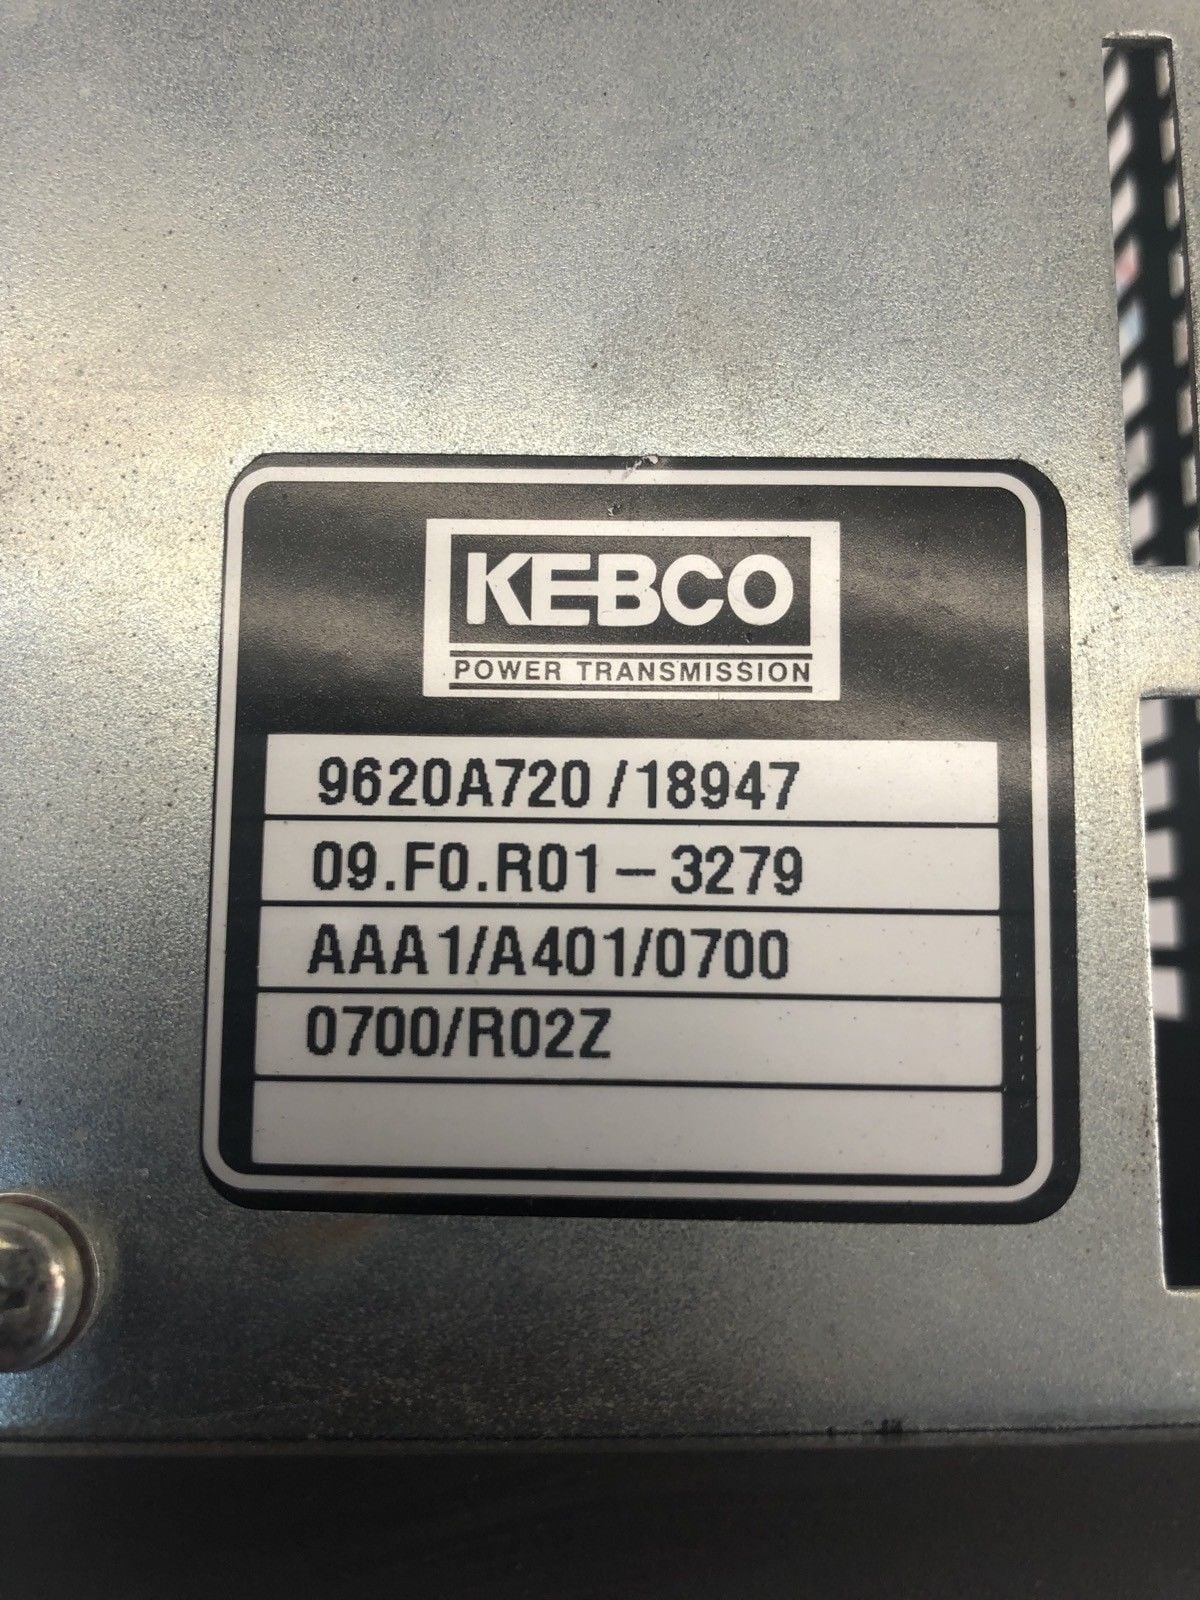 KEBCO
POWER TRANSMISSION
9620A720/18947
09.F0.R01-3279
AAA1/A401/0700
0700/R02Z